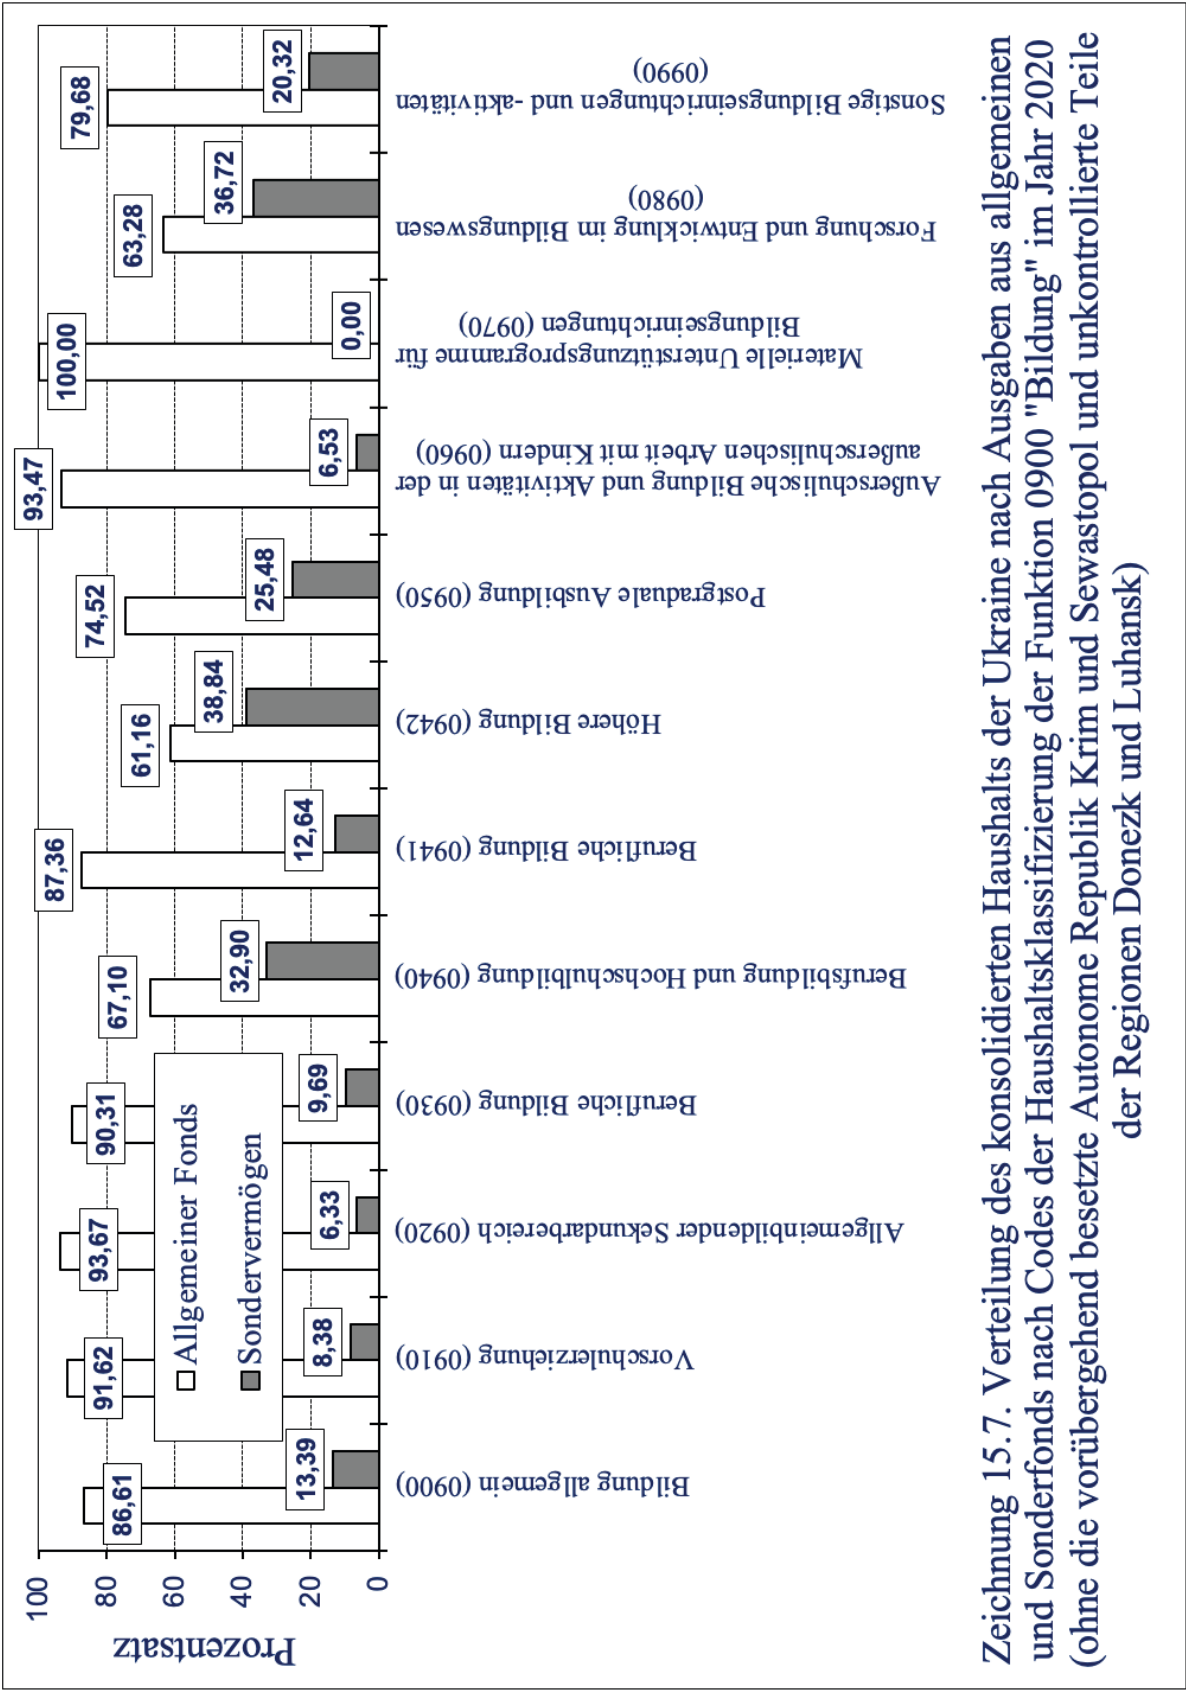 Prozentsatz
100
80
60
40
20
0
Allgemeiner Fonds
Sondervermögen
86,61
13,39
91,62
8,38
93,67
6,33
90,31
9,69
67,10
32,90
87,36
12,64
61,16
38,84
74,52
25,48
93,47
6,53
100,00
0,00
63,28
36,72
79,68
20,32
Bildung allgemein (0900)
Vorschulerziehung (0910)
Allgemeinbildender Sekundarbereich (0920)
Berufliche Bildung (0930)
Berufsbildung und Hochschulbildung (0940)
Berufliche Bildung (0941)
Höhere Bildung (0942)
Postgraduale Ausbildung (0950)
Außerschulische Bildung und Aktivitäten in der
außerschulischen Arbeit mit Kindern (0960)
Materielle Unterstützungsprogramme für
Bildungseinrichtungen (0970)
Forschung und Entwicklung im Bildungswesen
(0980)
Sonstige Bildungseinrichtungen und -aktivitäten
(0990)
Zeichnung 15.7. Verteilung des konsolidierten Haushalts der Ukraine nach Ausgaben aus allgemeinen
und Sonderfonds nach Codes der Haushaltsklassifizierung der Funktion 0900 "Bildung" im Jahr 2020
(ohne die vorübergehend besetzte Autonome Republik Krim und Sewastopol und unkontrollierte Teile
der Regionen Donezk und Luhansk)